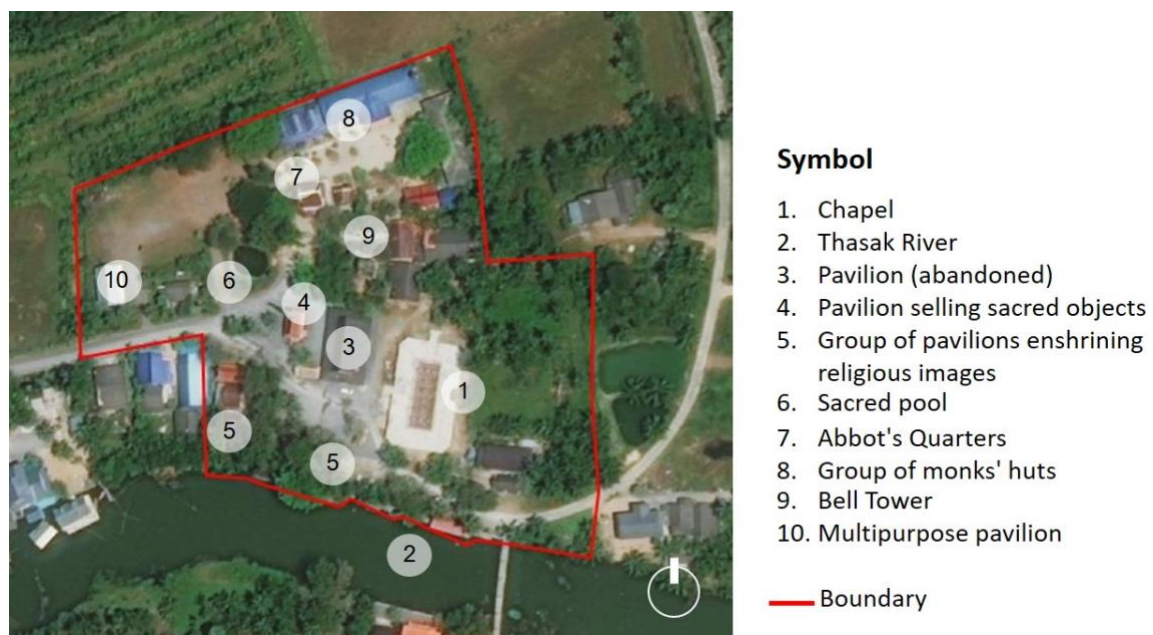 8
7
9
10
6
4
3
1
5
5
2
Symbol
1. Chapel
2. Thasak River
3. Pavilion (abandoned)
4. Pavilion selling sacred objects
5. Group of pavilions enshrining
religious images
6. Sacred pool
7. Abbot's Quarters
8. Group of monks' huts
9. Bell Tower
10. Multipurpose pavilion
Boundary